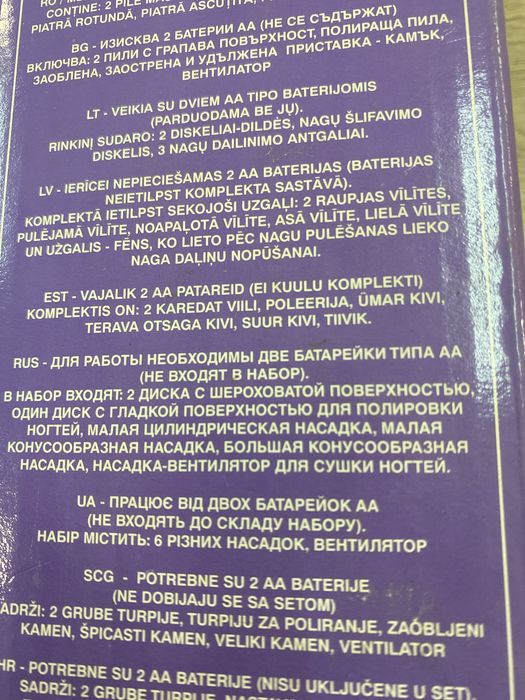 CONȚINE: 2 PILE
PIATRĂ ROTUNDĂ, PIATRĂ ASCUȚITĂ,
BG - ИЗИСКВА 2 БАТЕРИИ АА (НЕ СЕ СЪДЪРЖАТ)
ВКЛЮЧВА: 2 ПИЛИ С ГРАПАВА ПОВЪРХНОСТ, ПОЛИРАЩА ПИЛА,
ЗАОБЛЕНА, ЗАОСТРЕНА И УДЪЛЖЕНА ПРИСТАВКА - КАМЪК,
ВЕНТИЛАТОР
LT - VEIKIA SU DVIEM AA TIPO BATERIJOMIS
(PARDUODAMA BE JŲ).
RINKINĮ SUDARO: 2 DISKELIAI-DILDĖS, NAGŲ ŠLIFAVIMO
DISKELIS, 3 NAGŲ DAILINIMO ANTGALIAI.
LV - IERĪCEI NEPIECIEŠAMAS 2 AA BATERIJAS (BATERIJAS
NEIETILPST KOMPLEKTA SASTĀVĀ).
KOMPLEKTĀ IETILPST SEKOJOŠI UZGAĻI: 2 RAUPJAS VĪLĪTES,
PULĒJAMĀ VĪLĪTE, NOAPAĻOTĀ VĪLĪTE, ASĀ VĪLĪTE, LIELĀ VĪLĪTE
UN UZGALIS - FĒNS, KO LIETO PĒC NAGU PULĒŠANAS LIEKO
NAGA DAĻIŅU NOPŪŠANAI.
EST - VAJALIK 2 AA PATAREID (EI KUULU KOMPLEKTI)
KOMPLEKTIS ON: 2 KAREDAT VIILI, POLEERIJA, ÜMAR KIVI,
TERAVA OTSAGA KIVI, SUUR KIVI, TIIVIK.
RUS - ДЛЯ РАБОТЫ НЕОБХОДИМЫ ДВЕ БАТАРЕЙКИ ТИПА АА
(НЕ ВХОДЯТ В НАБОР).
В НАБОР ВХОДЯТ: 2 ДИСКА С ШЕРОХОВАТОЙ ПОВЕРХНОСТЬЮ,
ОДИН ДИСК С ГЛАДКОЙ ПОВЕРХНОСТЬЮ ДЛЯ ПОЛИРОВКИ
НОГТЕЙ, МАЛАЯ ЦИЛИНДРИЧЕСКАЯ НАСАДКА, МАЛАЯ
КОНУСООБРАЗНАЯ НАСАДКА, БОЛЬШАЯ КОНУСООБРАЗНАЯ
НАСАДКА, НАСАДКА-ВЕНТИЛЯТОР ДЛЯ СУШКИ НОГТЕЙ.
UA - ПРАЦЮЄ ВІД ДВОХ БАТАРЕЙОК АА
(НЕ ВХОДЯТЬ ДО СКЛАДУ НАБОРУ).
НАБІР МІСТИТЬ: 6 РІЗНИХ НАСАДОК, ВЕНТИЛЯТОР
SCG - POTREBNE SU 2 AA BATERIJE
(NE DOBIJAJU SE SA SETOM)
SADRŽI: 2 GRUBE TURPIJE, TURPIJU ZA POLIRANJE, ZAOBLJENI
KAMEN, ŠPICASTI KAMEN, VELIKI KAMEN, VENTILATOR
HR - POTREBNE SU 2 AA BATERIJE (NISU UKLJUČENE U SET).
SADRŽI: 2 GRUBE TURPIJE,